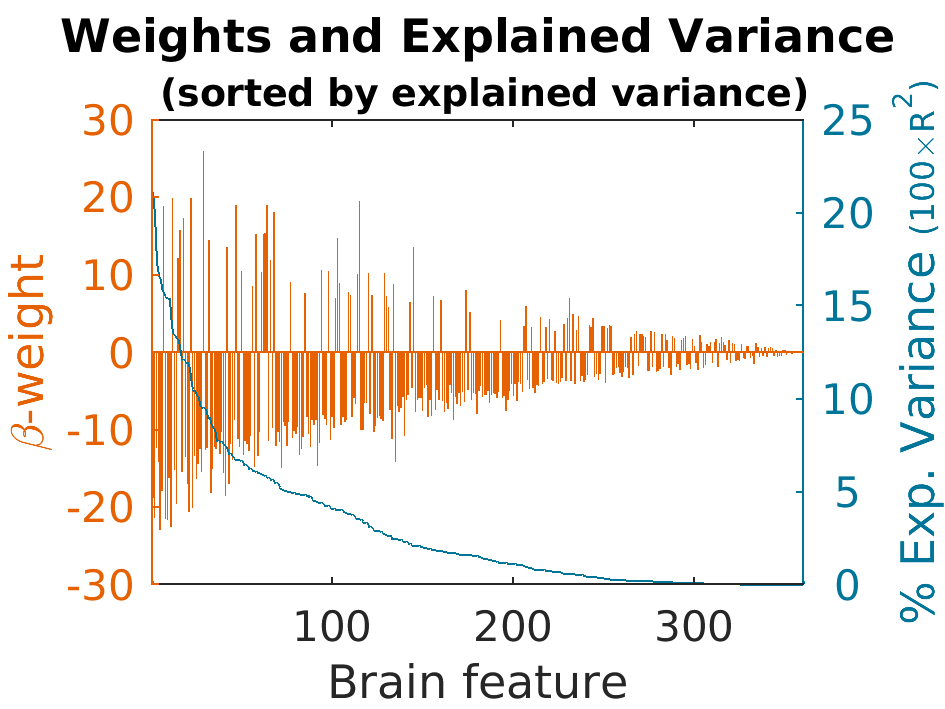 Weights and Explained Variance
(sorted by explained variance)
30
20
10
0
-10
-20
-30
β-weight
25
20
15
10
5
0
% Exp. Variance (100×R²)
100 200 300
Brain feature